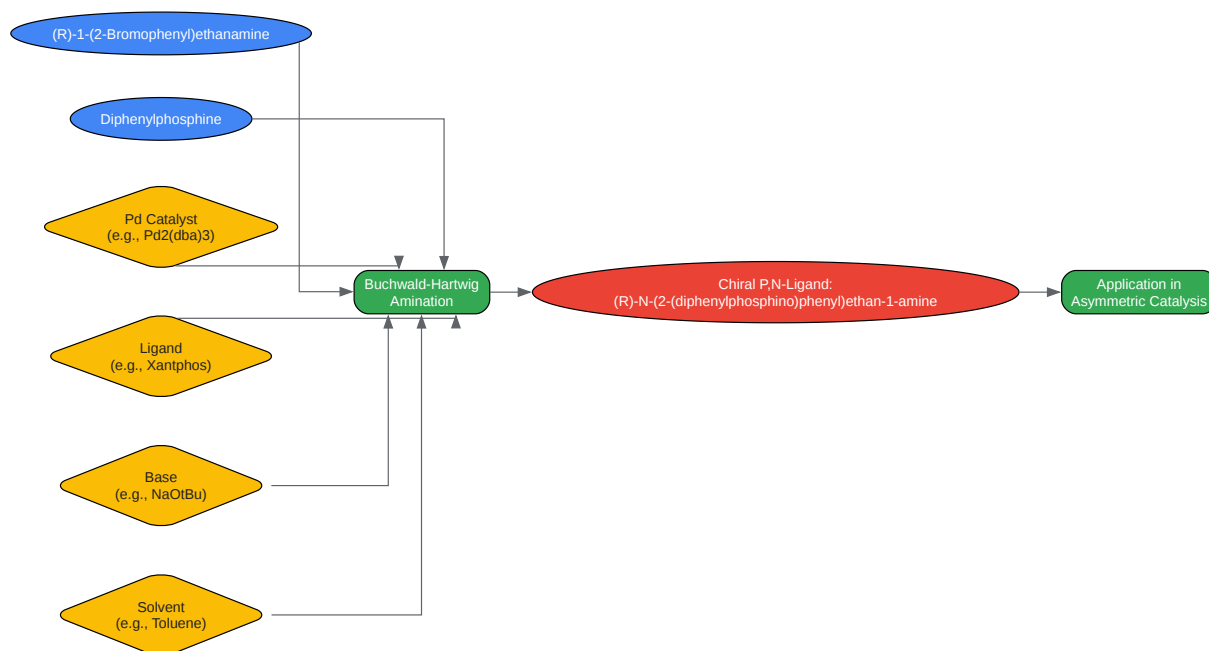 (R)-1-(2-Bromophenyl)ethanamine
Diphenylphosphine
Pd Catalyst
(e.g., Pd2(dba)3)
Buchwald-Hartwig
Amination
Chiral P,N-Ligand:
(R)-N-(2-(diphenylphosphino)phenyl)ethan-1-amine
Application in
Asymmetric Catalysis
Ligand
(e.g., Xantphos)
Base
(e.g., NaOtBu)
Solvent
(e.g., Toluene)